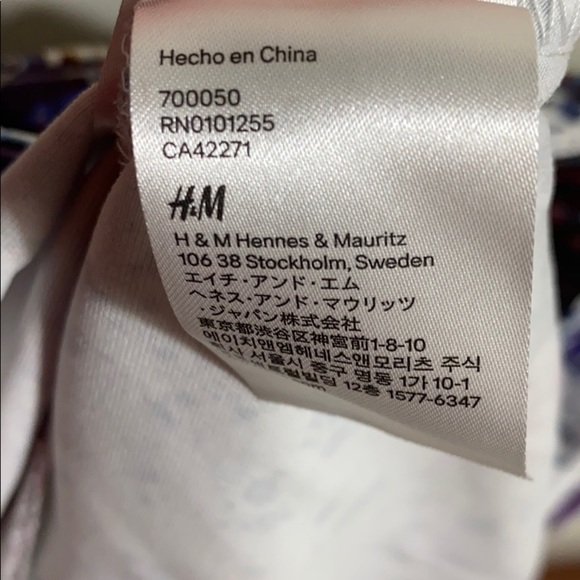 Hecho en China
700050
RN0101255
CA42271
H&M
H & M Hennes & Mauritz
106 38 Stockholm, Sweden
エイチ・アンド・エム
ヘネス・アンド・マウリッツ
・ジャパン株式会社
東京都渋谷区神宮前1-8-10
에이치앤엠헤네스앤모리츠 주식
회사 서울시 중구 명동 1가 10-1
12층 1577-6347